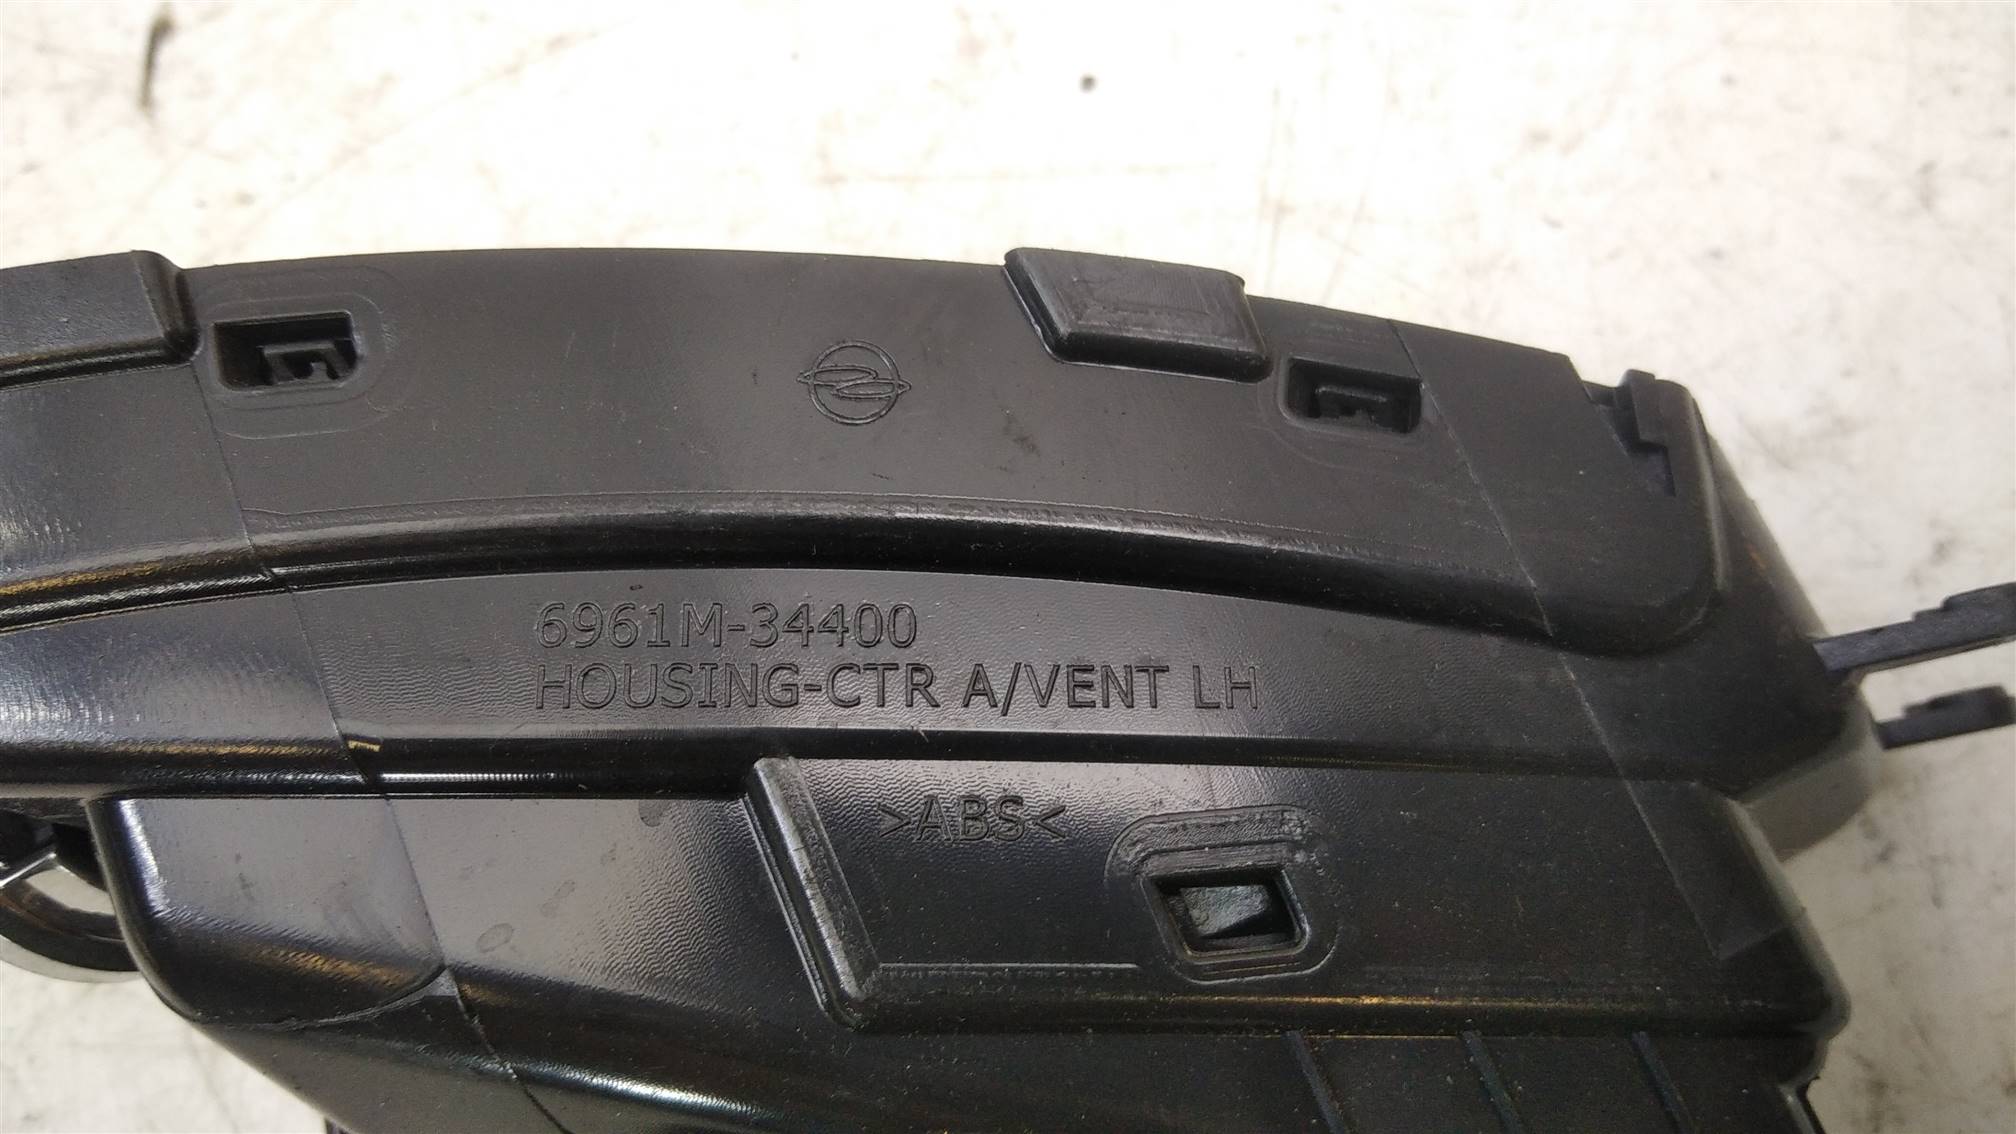 6961M-34400
HOUSING-CTR A/VENT LH
>ABS<